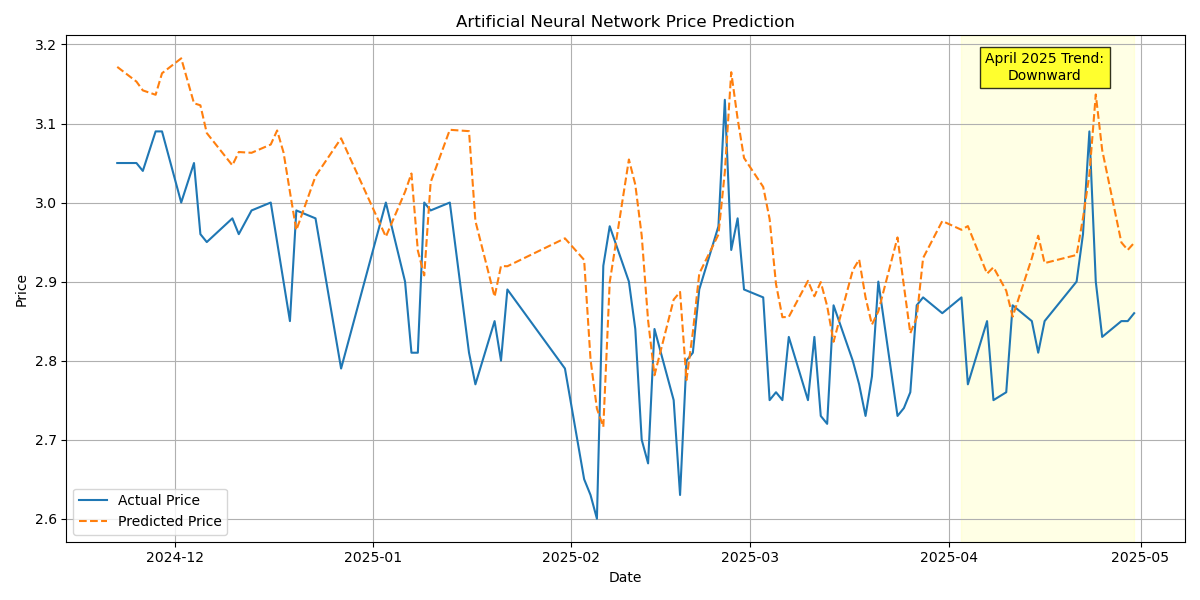 Artificial Neural Network Price Prediction
April 2025 Trend:
Downward
Price
3.2
3.1
3.0
2.9
2.8
2.7
2.6
Actual Price
Predicted Price
2024-12 2025-01 2025-02 2025-03 2025-04 2025-05
Date